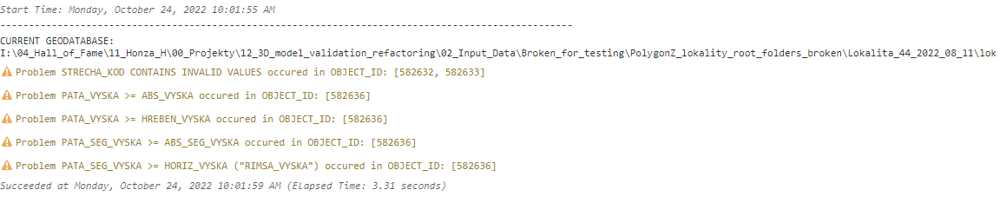 Start Time: Monday, October 24, 2022 10:01:55 AM
----------------------------------------------------------------------------------------------------
CURRENT GEODATABASE:
I:\04_Hall_of_Fame\11_Honza_H\00_Projekty\12_3D_model_validation_refactoring\02_Input_Data\Broken_for_testing\PolygonZ_lokality_root_folders_broken\Lokalita_44_2022_08_11\lok
Problem STRECHA_KOD CONTAINS INVALID VALUES occured in OBJECT_ID: [582632, 582633]
Problem PATA_VYSKA >= ABS_VYSKA occured in OBJECT_ID: [582636]
Problem PATA_VYSKA >= HREBEN_VYSKA occured in OBJECT_ID: [582636]
Problem PATA_SEG_VYSKA >= ABS_SEG_VYSKA occured in OBJECT_ID: [582636]
Problem PATA_SEG_VYSKA >= HORIZ_VYSKA ("RIMSA_VYSKA") occured in OBJECT_ID: [582636]
Succeeded at Monday, October 24, 2022 10:01:59 AM (Elapsed Time: 3.31 seconds)